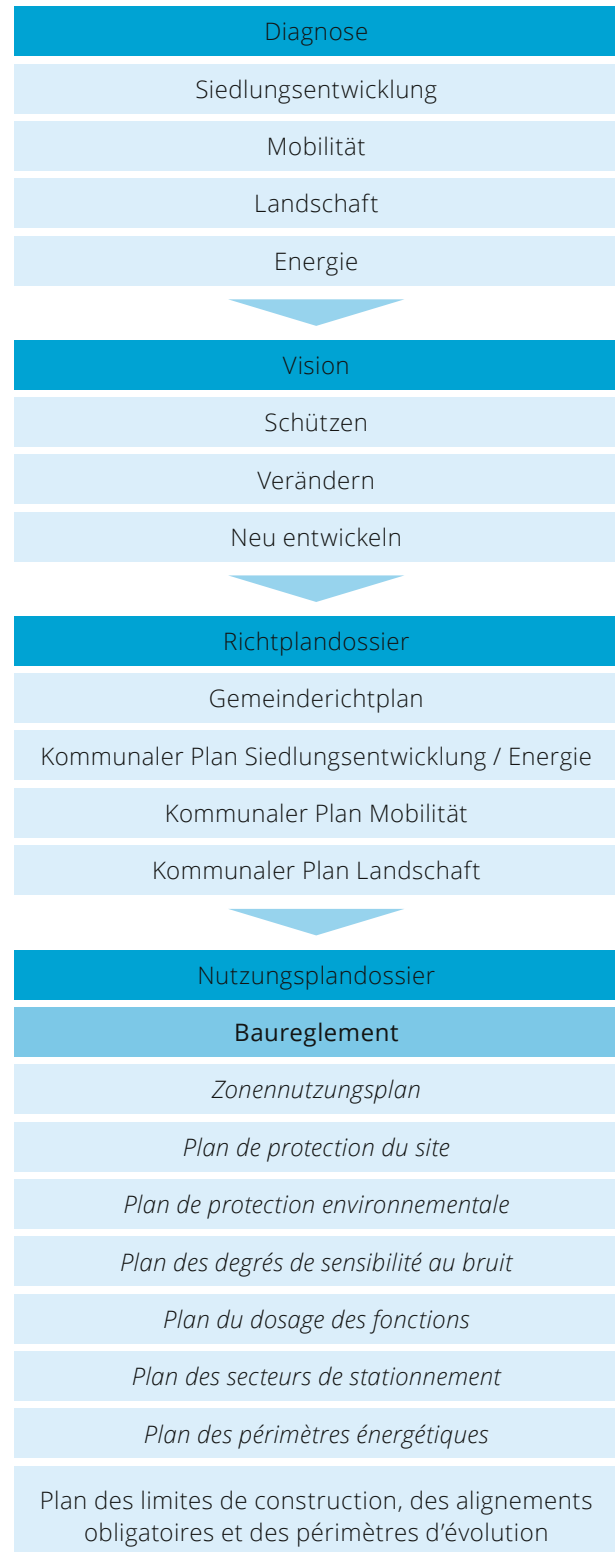 Diagnose
Siedlungsentwicklung
Mobilität
Landschaft
Energie
Vision
Schützen
Verändern
Neu entwickeln
Richtplandossier
Gemeinderichtplan
Kommunaler Plan Siedlungsentwicklung / Energie
Kommunaler Plan Mobilität
Kommunaler Plan Landschaft
Nutzungsplandossier
Baureglement
Zonennutzungsplan
Plan de protection du site
Plan de protection environnementale
Plan des degrés de sensibilité au bruit
Plan du dosage des fonctions
Plan des secteurs de stationnement
Plan des périmètres énergétiques
Plan des limites de construction, des alignements
obligatoires et des périmètres d’évolution